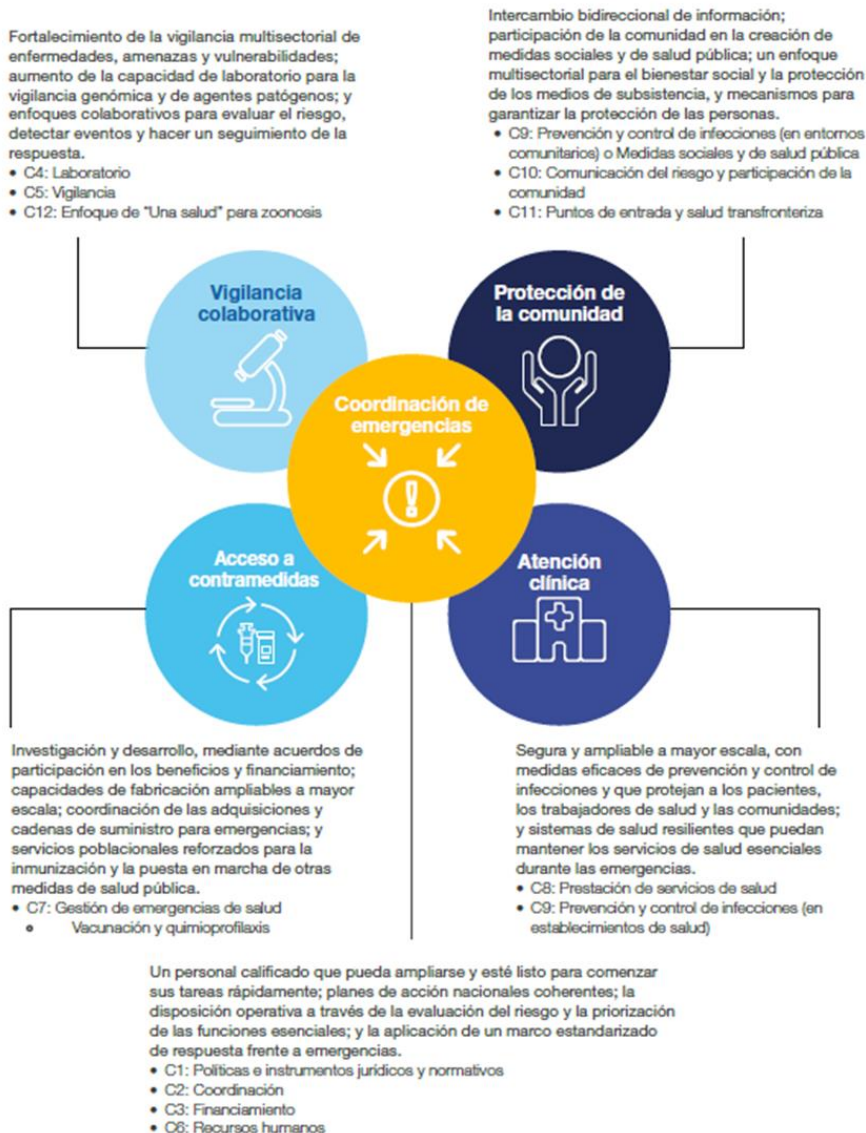 Fortalecimiento de la vigilancia multisectorial de
enfermedades, amenazas y vulnerabilidades;
aumento de la capacidad de laboratorio para la
vigilancia genómica y de agentes patógenos; y
enfoques colaborativos para evaluar el riesgo,
detectar eventos y hacer un seguimiento de la
respuesta.
• C4: Laboratorio
• C5: Vigilancia
• C12: Enfoque de "Una salud" para zoonosis
Intercambio bidireccional de información;
participación de la comunidad en la creación de
medidas sociales y de salud pública; un enfoque
multisectorial para el bienestar social y la protección
de los medios de subsistencia, y mecanismos para
garantizar la protección de las personas.
• C9: Prevención y control de infecciones (en entornos
comunitarios) o Medidas sociales y de salud pública
• C10: Comunicación del riesgo y participación de la
comunidad
• C11: Puntos de entrada y salud transfronteriza
Vigilancia
colaborativa
Protección de
la comunidad
Coordinación de
emergencias
Acceso a
contramedidas
Atención
clínica
Investigación y desarrollo, mediante acuerdos de
participación en los beneficios y financiamiento;
capacidades de fabricación ampliables a mayor
escala; coordinación de las adquisiciones y
cadenas de suministro para emergencias; y
servicios poblacionales reforzados para la
inmunización y la puesta en marcha de otras
medidas de salud pública.
• C7: Gestión de emergencias de salud
• Vacunación y quimioprofilaxis
Segura y ampliable a mayor escala, con
medidas eficaces de prevención y control de
infecciones y que protejan a los pacientes,
los trabajadores de salud y las comunidades;
y sistemas de salud resilientes que puedan
mantener los servicios de salud esenciales
durante las emergencias.
• C8: Prestación de servicios de salud
• C9: Prevención y control de infecciones (en
establecimientos de salud)
Un personal calificado que pueda ampliarse y esté listo para comenzar
sus tareas rápidamente; planes de acción nacionales coherentes; la
disposición operativa a través de la evaluación del riesgo y la priorización
de las funciones esenciales; y la aplicación de un marco estandarizado
de respuesta frente a emergencias.
• C1: Políticas e instrumentos jurídicos y normativos
• C2: Coordinación
• C3: Financiamiento
• C6: Recursos humanos